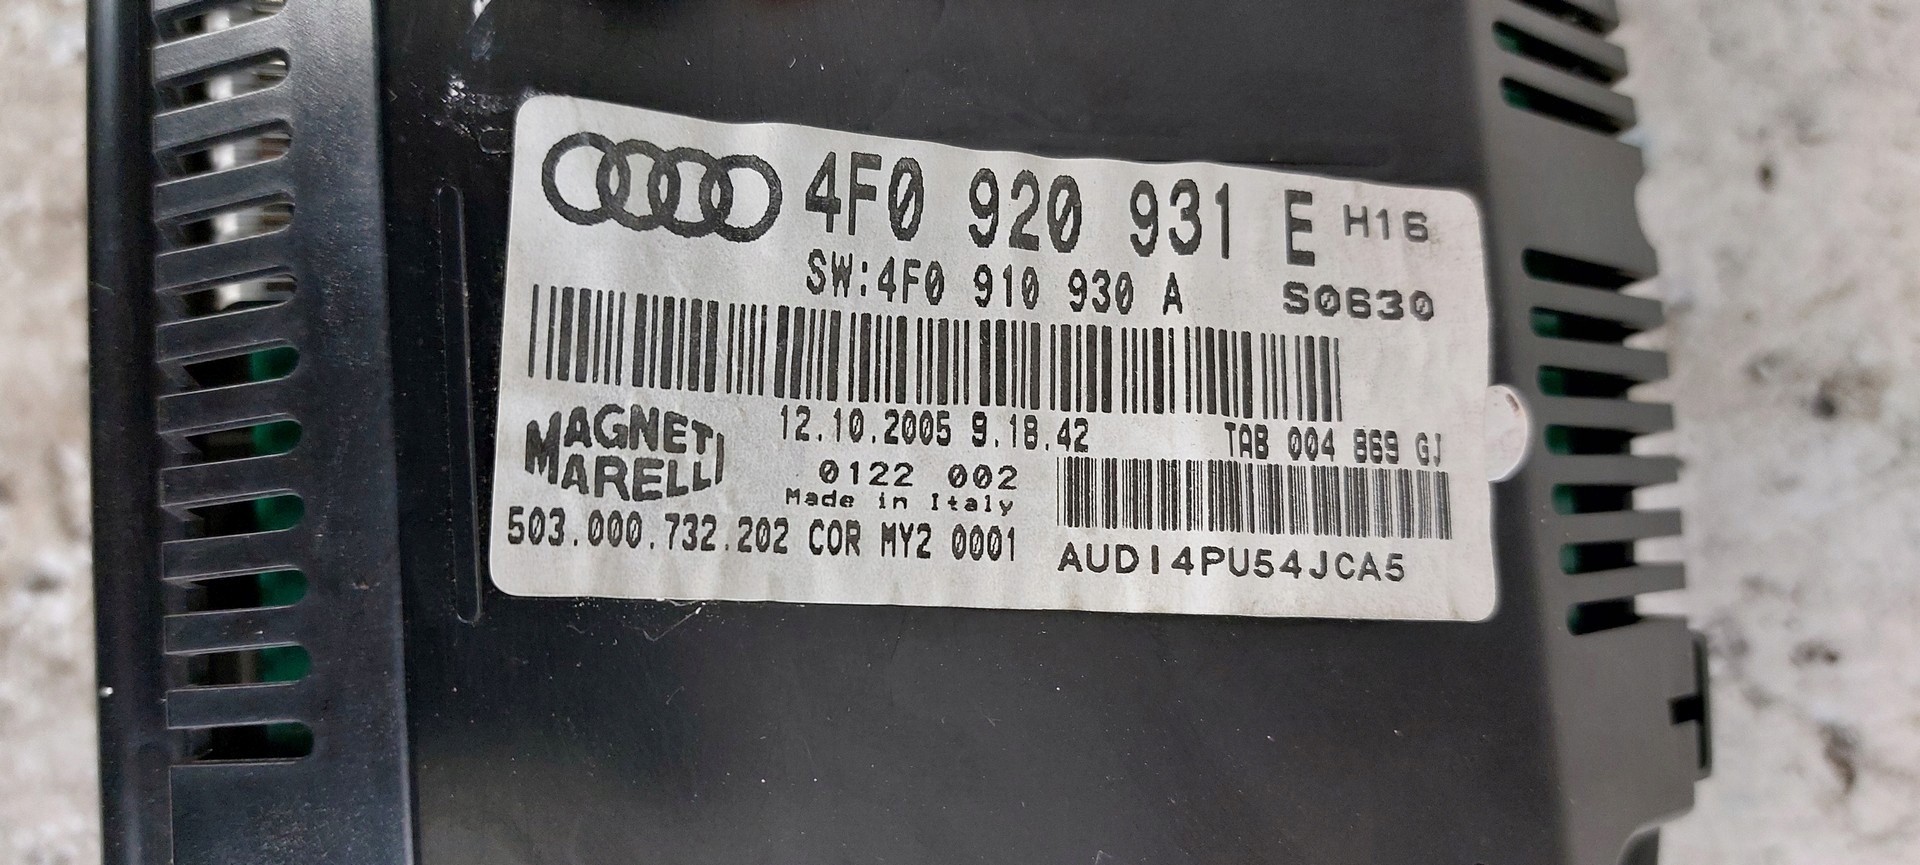 4F0 920 931 E H16
SW:4F0 910 930 A S0630
MAGNETI
MARELLI
12.10.2005 9.18.42
TAB 004 869 GJ
0122 002
Made in Italy
503.000.732.202 COR MY2 0001
AUDI4PU54JCA5